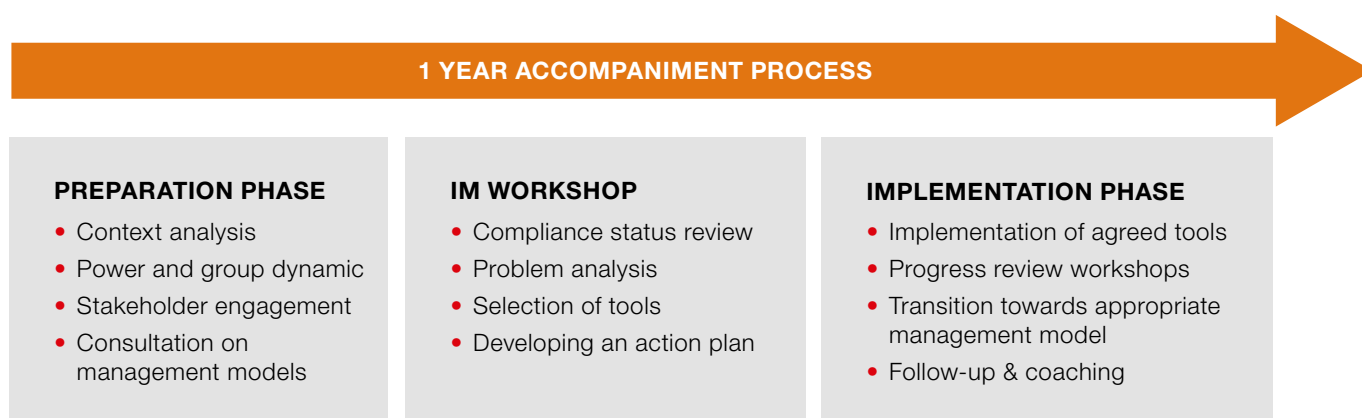 1 YEAR ACCOMPANIMENT PROCESS
PREPARATION PHASE
• Context analysis
• Power and group dynamic
• Stakeholder engagement
• Consultation on
management models
IM WORKSHOP
• Compliance status review
• Problem analysis
• Selection of tools
• Developing an action plan
IMPLEMENTATION PHASE
• Implementation of agreed tools
• Progress review workshops
• Transition towards appropriate
management model
• Follow-up & coaching